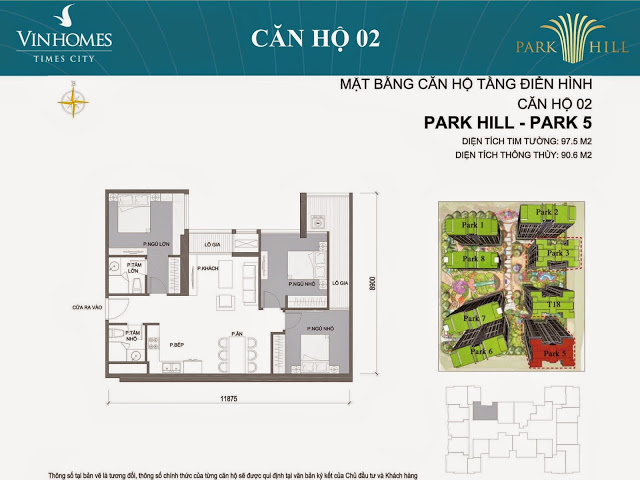 VINHOMES
TIMES CITY
CĂN HỘ 02
PARK HILL
MẶT BẰNG CĂN HỘ TẦNG ĐIỂN HÌNH
CĂN HỘ 02
PARK HILL - PARK 5
DIỆN TÍCH TIM TƯỜNG: 97.5 M2
DIỆN TÍCH THÔNG THỦY: 90.6 M2
P.NGỦ LỚN
LÔ GIA
P.TẮM
LỚN
P.KHÁCH
P.NGỦ NHỎ
LÔ GIA
8900
CỬA RA VÀO
P.TẮM
NHỎ
P.BẾP
P.ĂN
P.NGỦ NHỎ
11875
Park 1
Park 2
Park 8
Park 3
T18
Park 7
Park 6
Park 5
Thông số tại bản vẽ là tương đối, thông số chính thức của từng căn hộ sẽ được qui định tại văn bản ký kết của Chủ đầu tư và Khách hàng